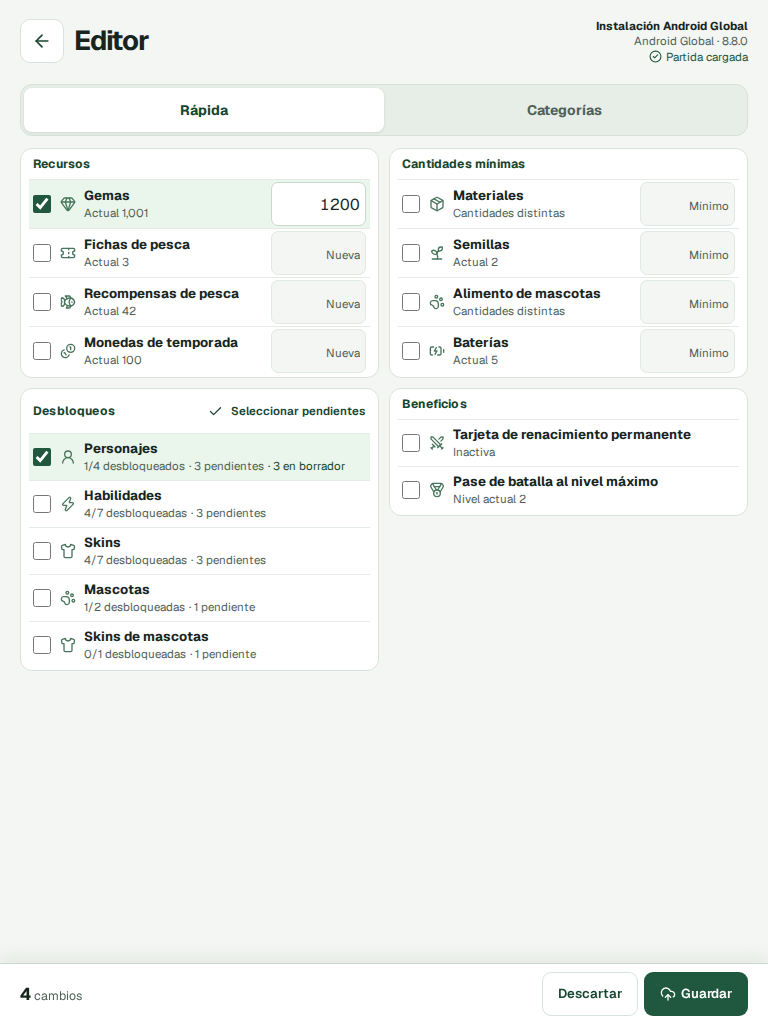 Editor
Instalación Android Global
Android Global · 8.8.0
Partida cargada
Rápida
Categorías
Recursos
Gemas
Actual 1,001
1200
Fichas de pesca
Actual 3
Nueva
Recompensas de pesca
Actual 42
Nueva
Monedas de temporada
Actual 100
Nueva
Cantidades mínimas
Materiales
Cantidades distintas
Mínimo
Semillas
Actual 2
Mínimo
Alimento de mascotas
Cantidades distintas
Mínimo
Baterías
Actual 5
Mínimo
Desbloqueos
Seleccionar pendientes
Personajes
1/4 desbloqueados · 3 pendientes · 3 en borrador
Habilidades
4/7 desbloqueadas · 3 pendientes
Skins
4/7 desbloqueadas · 3 pendientes
Mascotas
1/2 desbloqueadas · 1 pendiente
Skins de mascotas
0/1 desbloqueadas · 1 pendiente
Beneficios
Tarjeta de renacimiento permanente
Inactiva
Pase de batalla al nivel máximo
Nivel actual 2
4 cambios
Descartar
Guardar